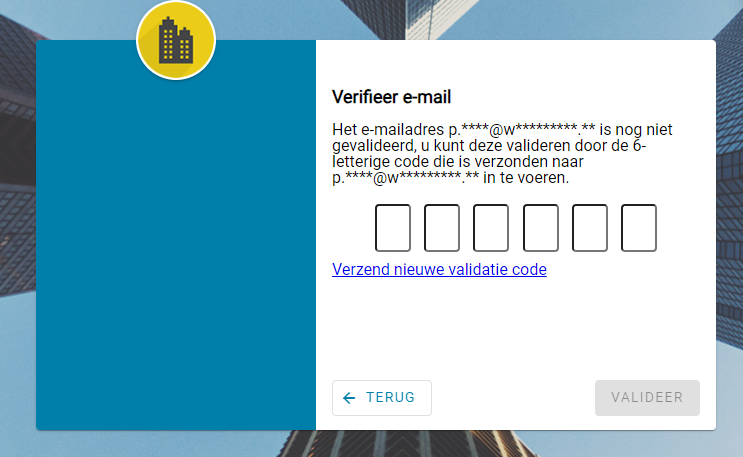 Verifieer e-mail
Het e-mailadres p.****@w*********.** is nog niet
gevalideerd, u kunt deze valideren door de 6-
letterige code die is verzonden naar
p.****@w*********.** in te voeren.
Verzend nieuwe validatie code
TERUG
VALIDEER